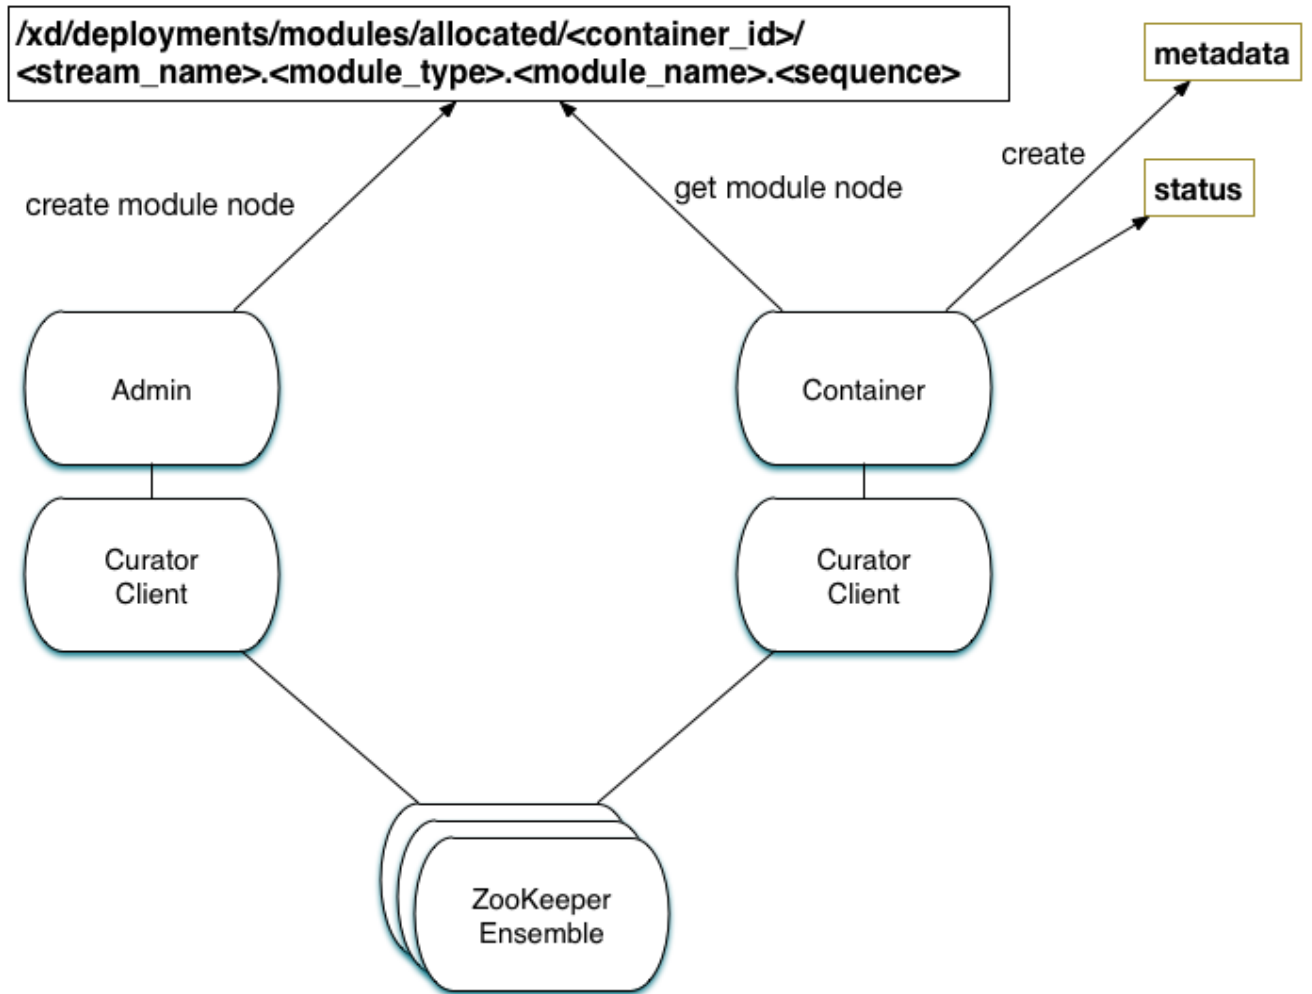 /xd/deployments/modules/allocated/<container_id>/
<stream_name>.<module_type>.<module_name>.<sequence>
metadata
create
status
get module node
create module node
Admin
Container
Curator
Client
Curator
Client
ZooKeeper
Ensemble